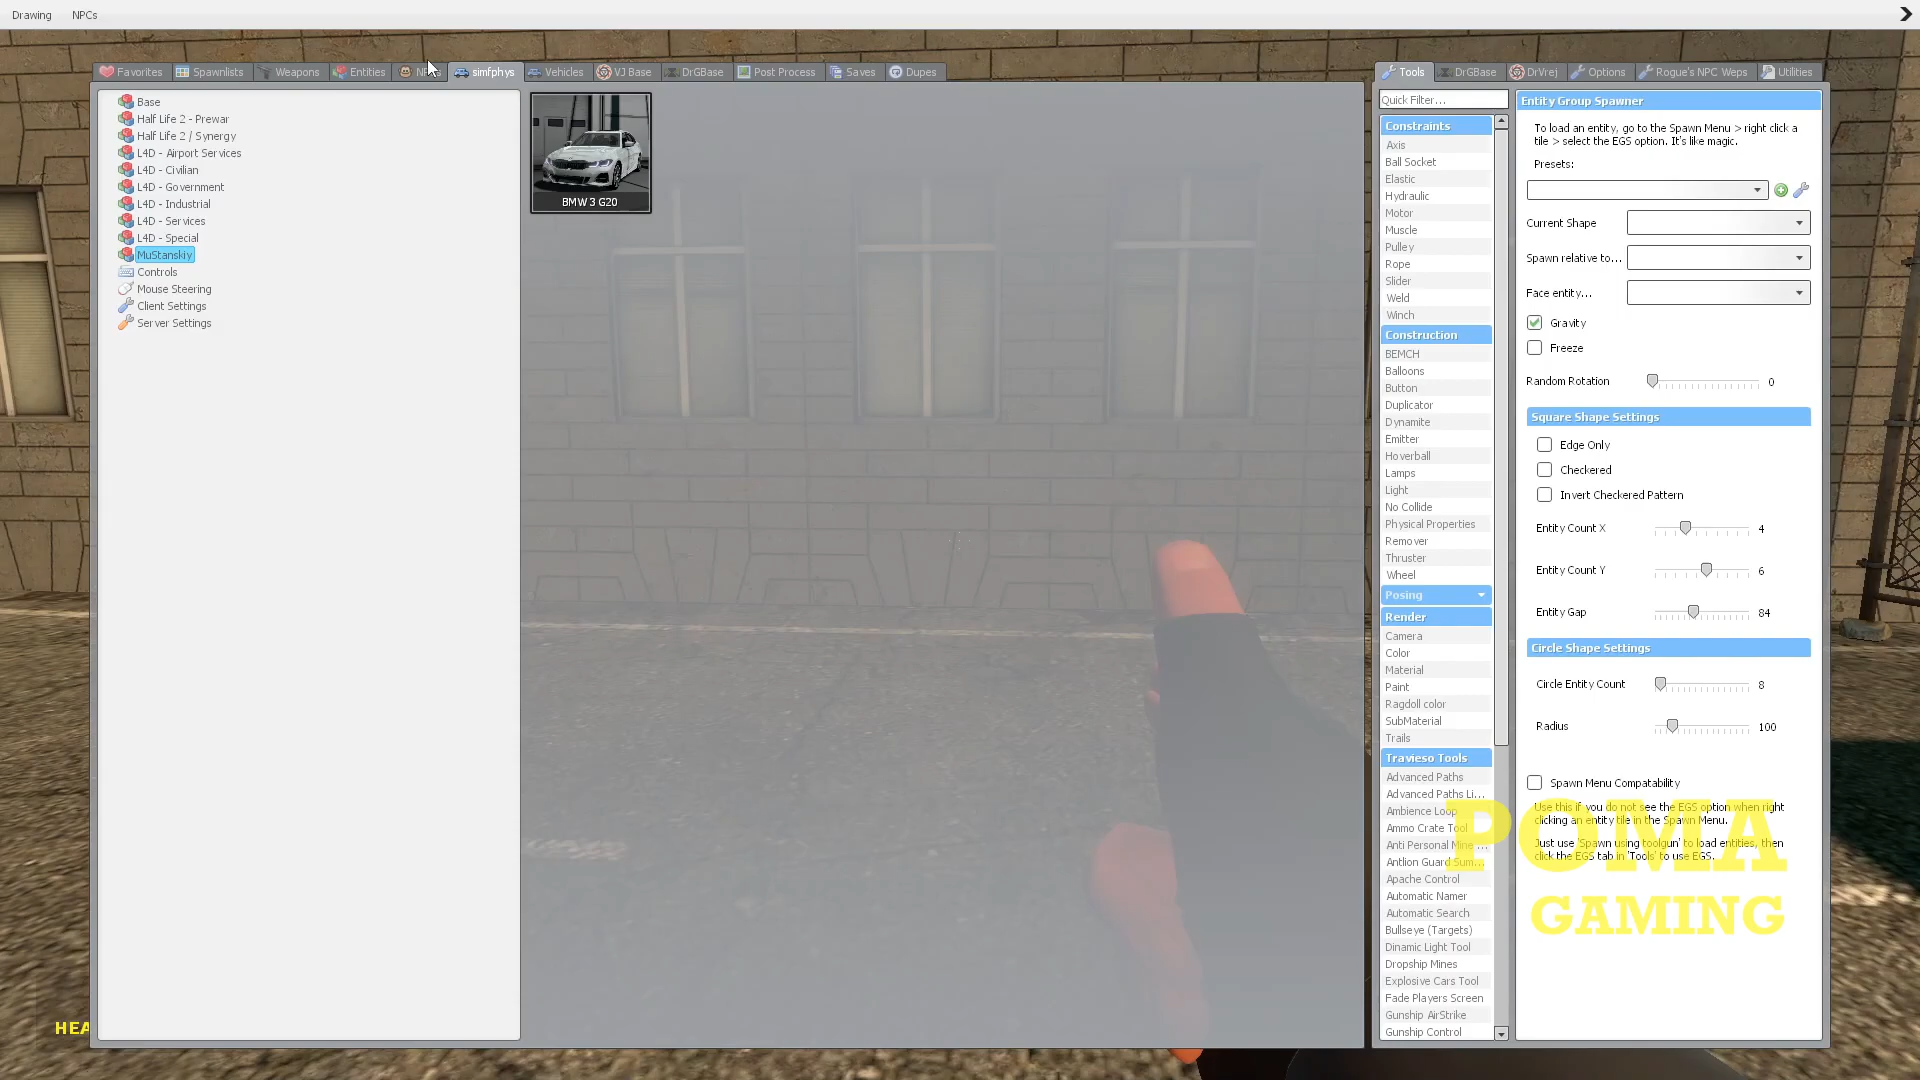 Drawing NPCs
Favorites Spawnlists Weapons Entities simfphys Vehicles VJ Base DrGBase Post Process Saves Dupes
Base
Half Life 2 - Prewar
Half Life 2 / Synergy
L4D - Airport Services
L4D - Civilian
L4D - Government
L4D - Industrial
L4D - Services
L4D - Special
MuStanskiy
Controls
Mouse Steering
Client Settings
Server Settings
BMW 3 G20
Tools DrGBase DrVrej Options Rogue's NPC Weps Utilities
Quick Filter...
Constraints
Axis
Ball Socket
Elastic
Hydraulic
Motor
Muscle
Pulley
Rope
Slider
Weld
Winch
Construction
BEMCH
Balloons
Button
Duplicator
Dynamite
Emitter
Hoverball
Lamps
Light
No Collide
Physical Properties
Remover
Thruster
Wheel
Posing
Render
Camera
Color
Material
Paint
Ragdoll color
SubMaterial
Trails
Travieso Tools
Advanced Paths
Advanced Paths Li...
Ambience Loop
Ammo Crate Tool
Anti Personal Mine ...
Antlion Guard Sum...
Apache Control
Automatic Namer
Automatic Search
Bullseye (Targets)
Dinamic Light Tool
Dropship Mines
Explosive Cars Tool
Fade Players Screen
Gunship AirStrike
Gunship Control
Entity Group Spawner
To load an entity, go to the Spawn Menu > right click a
tile > select the EGS option. It's like magic.
Presets:
Current Shape
Spawn relative to...
Face entity...
Gravity
Freeze
Random Rotation 0
Square Shape Settings
Edge Only
Checkered
Invert Checkered Pattern
Entity Count X 4
Entity Count Y 6
Entity Gap 84
Circle Shape Settings
Circle Entity Count 8
Radius 100
Spawn Menu Compatability
Use this if you do not see the EGS option when right
clicking an entity tile in the Spawn Menu.
Just use 'Spawn using toolgun' to load entities, then
click the EGS tab in 'Tools' to use EGS.
POMA
GAMING